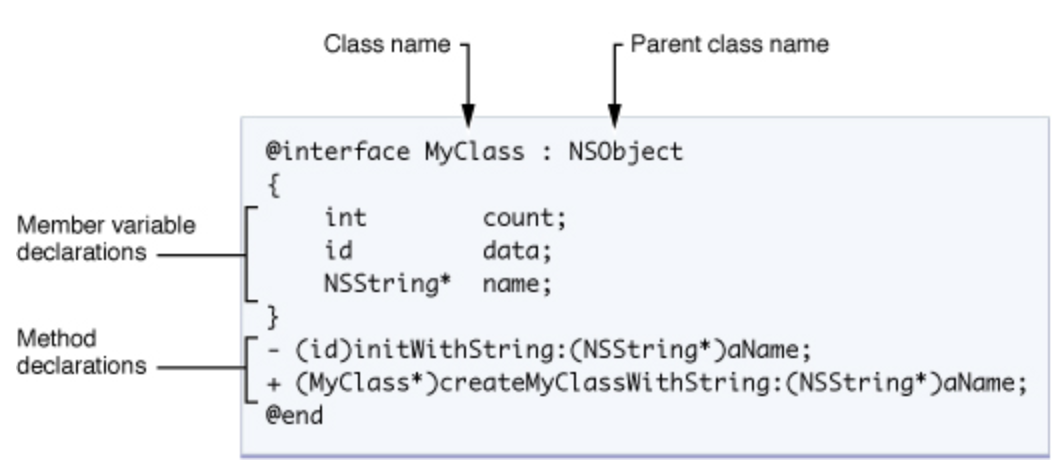 Class name
Parent class name
@interface MyClass : NSObject
{
Member variable
declarations
int count;
id data;
NSString* name;
}
Method
declarations
- (id)initWithString:(NSString*)aName;
+ (MyClass*)createMyClassWithString:(NSString*)aName;
@end